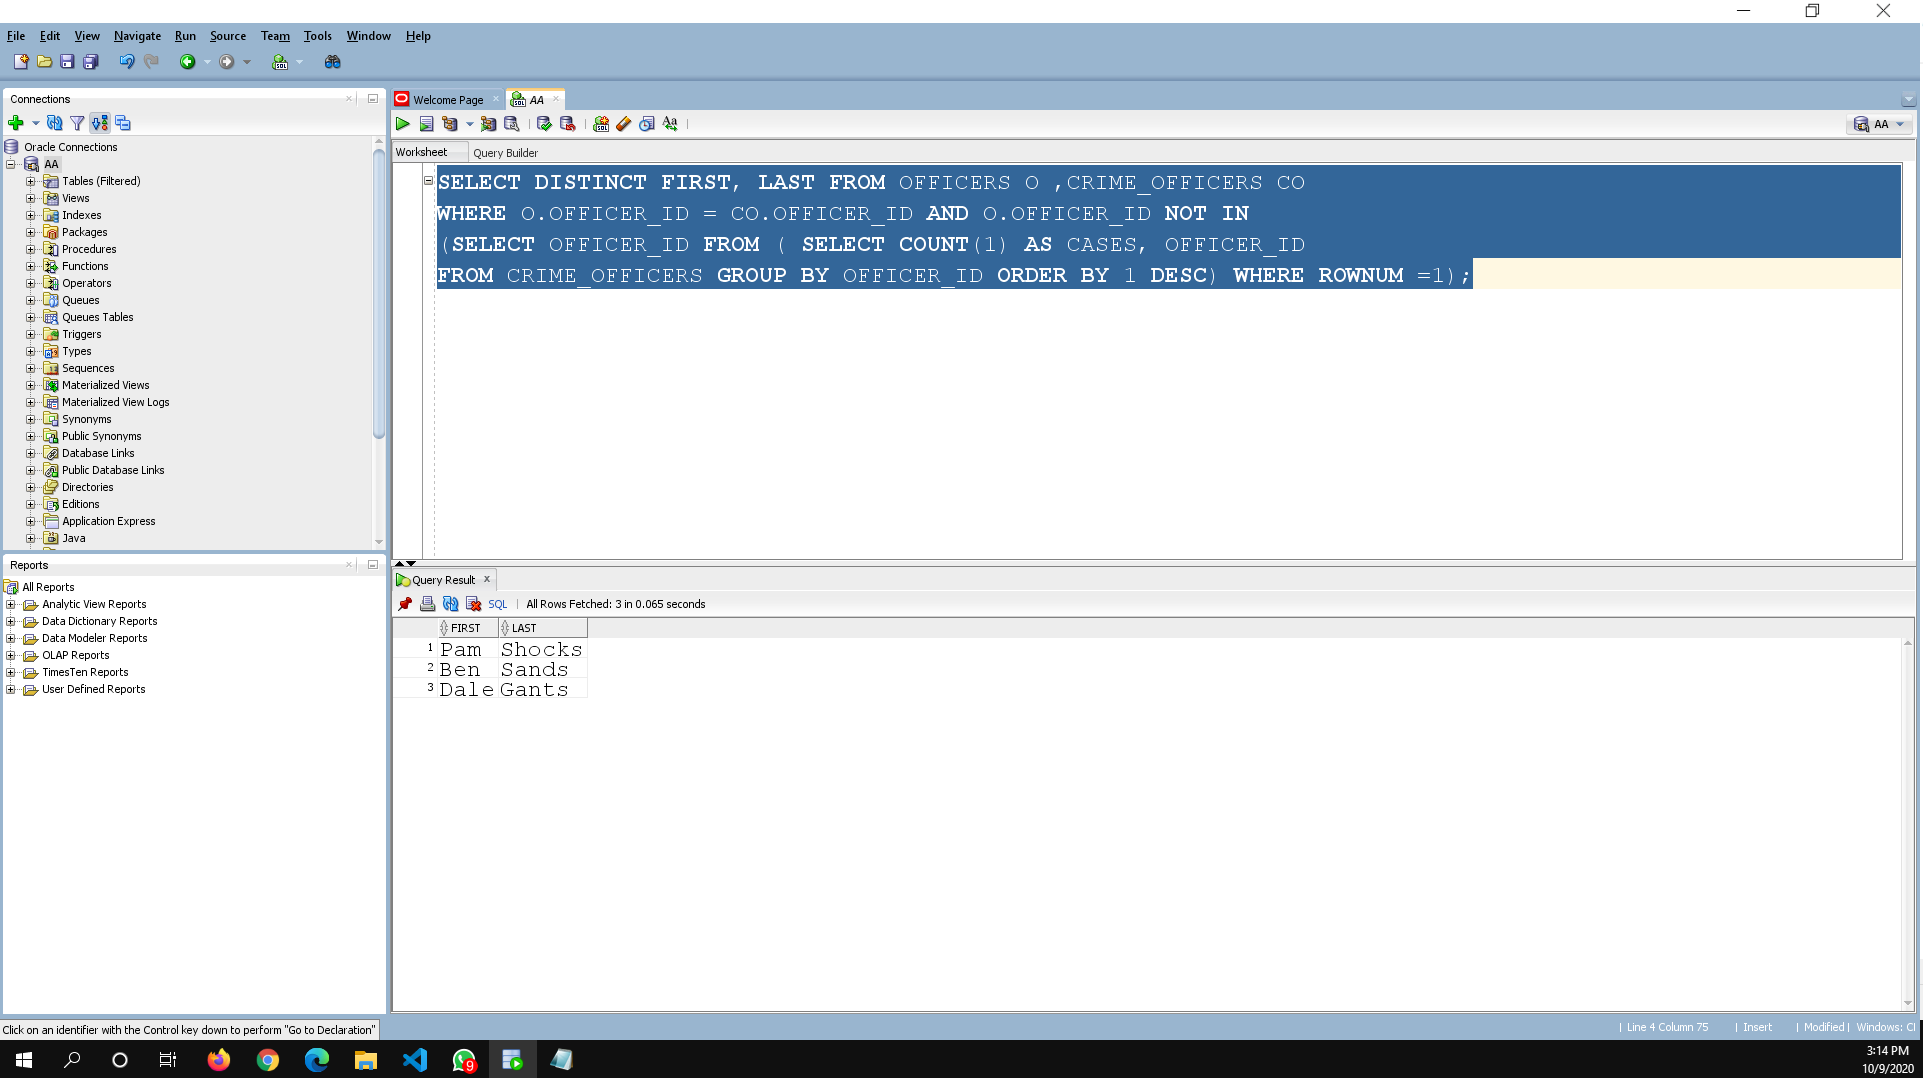 File Edit View Navigate Run Source Team Tools Window Help
Connections
Welcome Page
AA
AA
Oracle Connections
AA
Tables (Filtered)
Views
Indexes
Packages
Procedures
Functions
Operators
Queues
Queues Tables
Triggers
Types
Sequences
Materialized Views
Materialized View Logs
Synonyms
Public Synonyms
Database Links
Public Database Links
Directories
Editions
Application Express
Java
Worksheet Query Builder
SELECT DISTINCT FIRST, LAST FROM OFFICERS O ,CRIME_OFFICERS CO
WHERE O.OFFICER_ID = CO.OFFICER_ID AND O.OFFICER_ID NOT IN
(SELECT OFFICER_ID FROM ( SELECT COUNT(1) AS CASES, OFFICER_ID
FROM CRIME_OFFICERS GROUP BY OFFICER_ID ORDER BY 1 DESC) WHERE ROWNUM =1);
Reports
All Reports
Analytic View Reports
Data Dictionary Reports
Data Modeler Reports
OLAP Reports
TimesTen Reports
User Defined Reports
Query Result
SQL | All Rows Fetched: 3 in 0.065 seconds
FIRST LAST
1 Pam Shocks
2 Ben Sands
3 Dale Gants
Click on an identifier with the Control key down to perform "Go to Declaration"
| Line 4 Column 75 | Insert | Modified | Windows: C
9
3:14 PM
10/9/2020